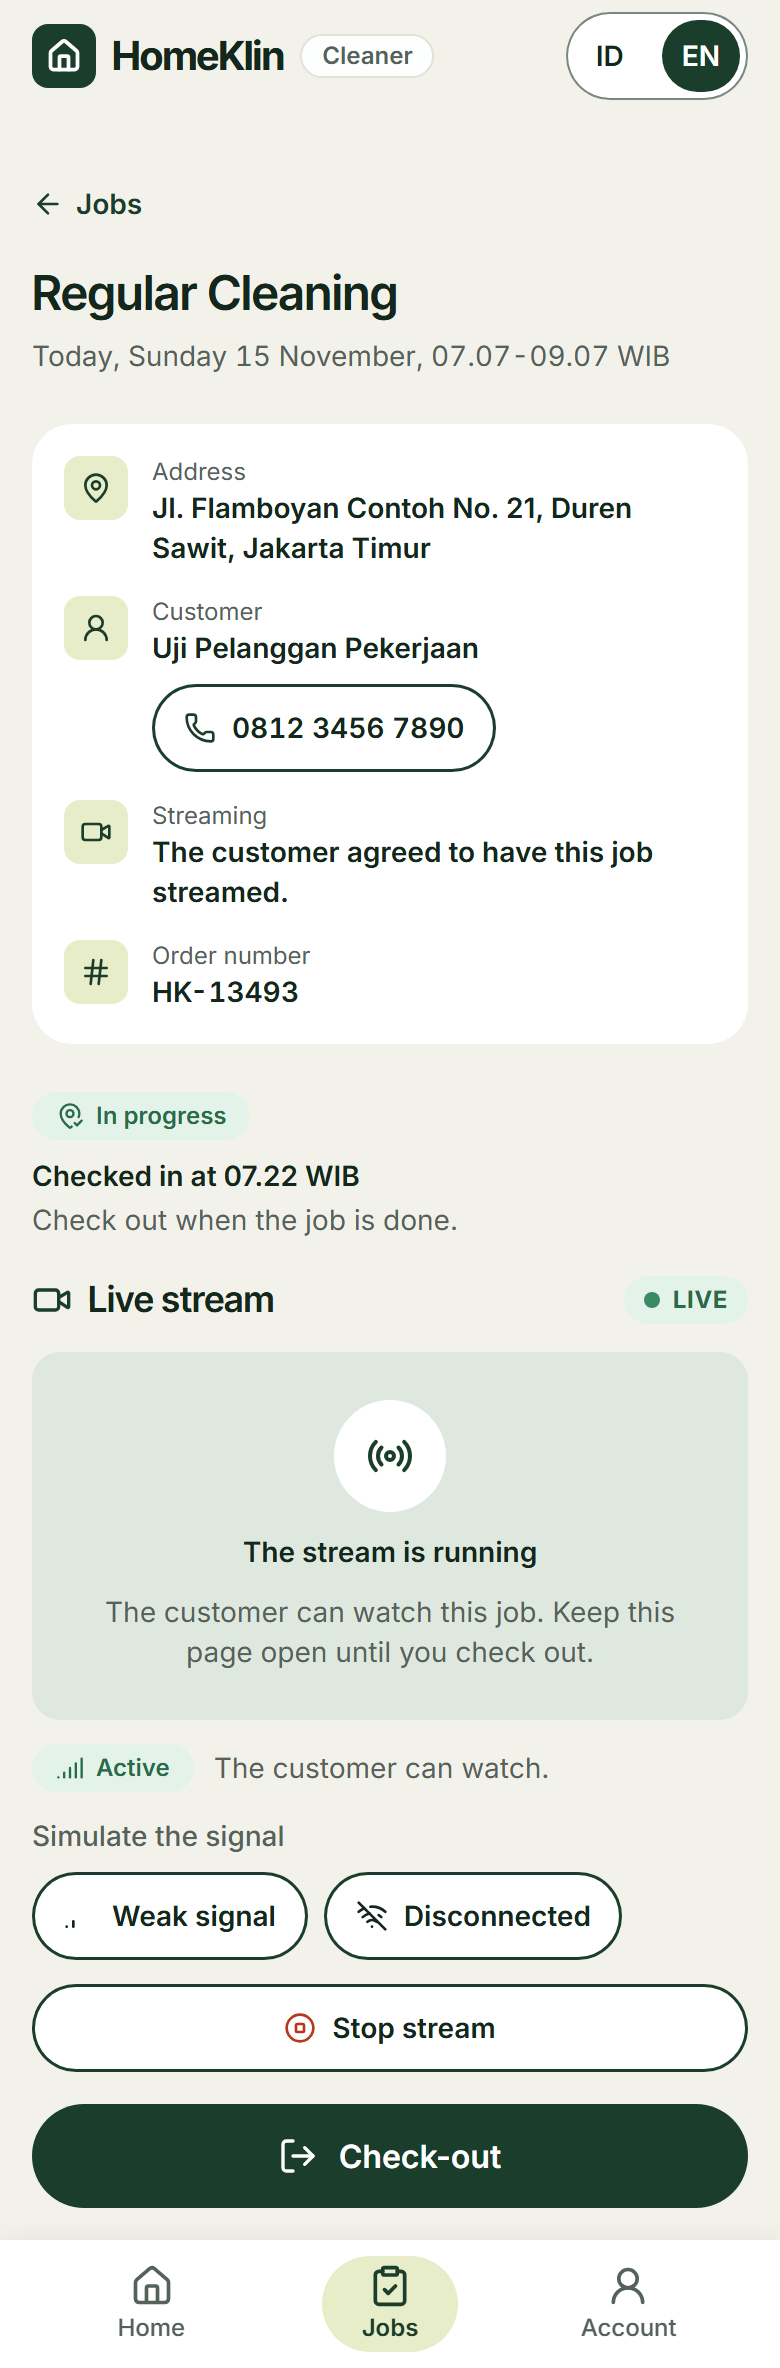 HomeKlin
Cleaner
ID
EN
Jobs
Regular Cleaning
Today, Sunday 15 November, 07.07-09.07 WIB
Address
Jl. Flamboyan Contoh No. 21, Duren
Sawit, Jakarta Timur
Customer
Uji Pelanggan Pekerjaan
0812 3456 7890
Streaming
The customer agreed to have this job
streamed.
Order number
HK-13493
In progress
Checked in at 07.22 WIB
Check out when the job is done.
Live stream
LIVE
The stream is running
The customer can watch this job. Keep this
page open until you check out.
Active
The customer can watch.
Simulate the signal
Weak signal
Disconnected
Stop stream
Check-out
Home
Jobs
Account